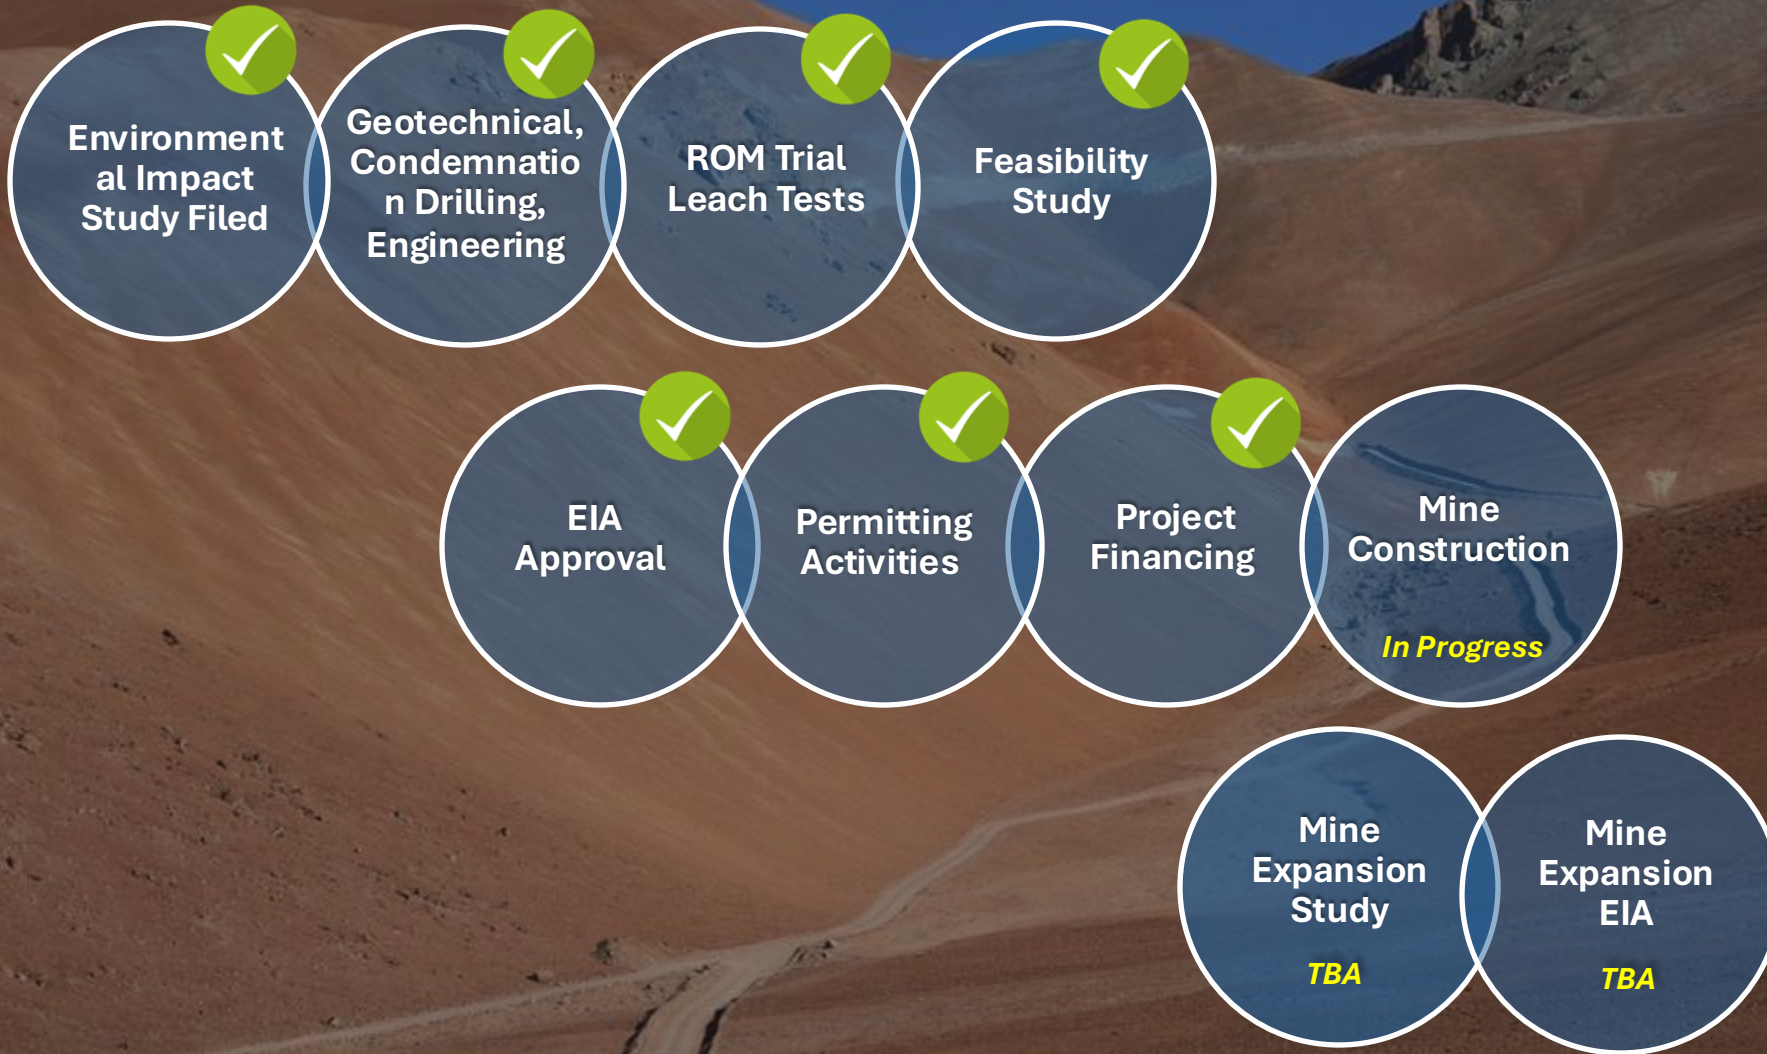 Environment
al Impact
Study Filed
Geotechnical,
Condemnatio
n Drilling,
Engineering
ROM Trial
Leach Tests
Feasibility
Study
EIA
Approval
Permitting
Activities
Project
Financing
Mine
Construction
In Progress
Mine
Expansion
Study
TBA
Mine
Expansion
EIA
TBA